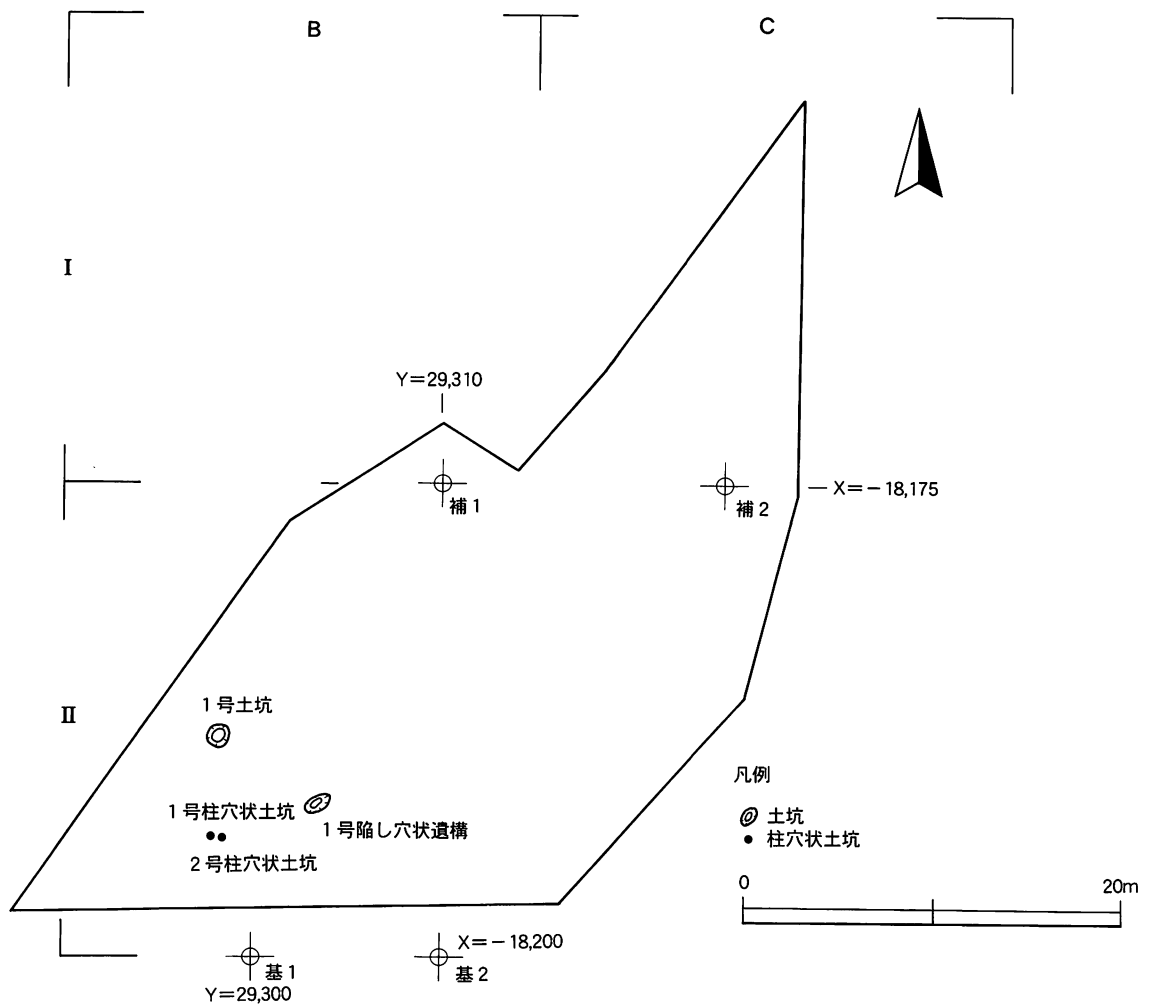 B
C
I
Y=29,310
X=-18,175
補1
補2
II
1号土坑
1号柱穴状土坑
1号陥し穴状遺構
2号柱穴状土坑
凡例
土坑
柱穴状土坑
0 20m
X=-18,200
基1
基2
Y=29,300